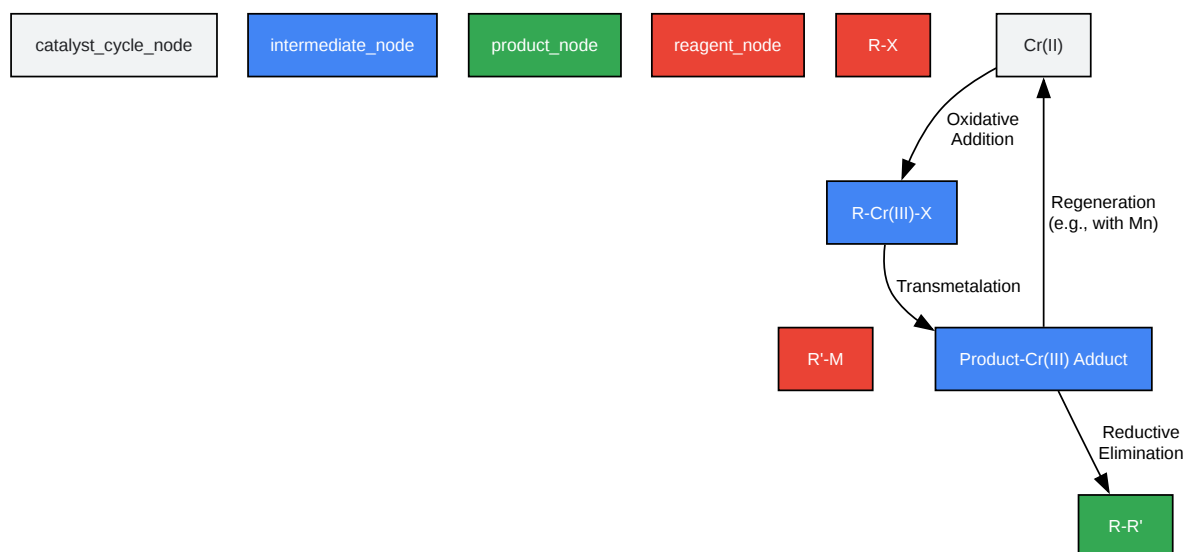 catalyst_cycle_node
intermediate_node
product_node
reagent_node
R-X
Cr(II)
Oxidative
Addition
R-Cr(III)-X
Regeneration
(e.g., with Mn)
Transmetalation
R'-M
Product-Cr(III) Adduct
Reductive
Elimination
R-R'